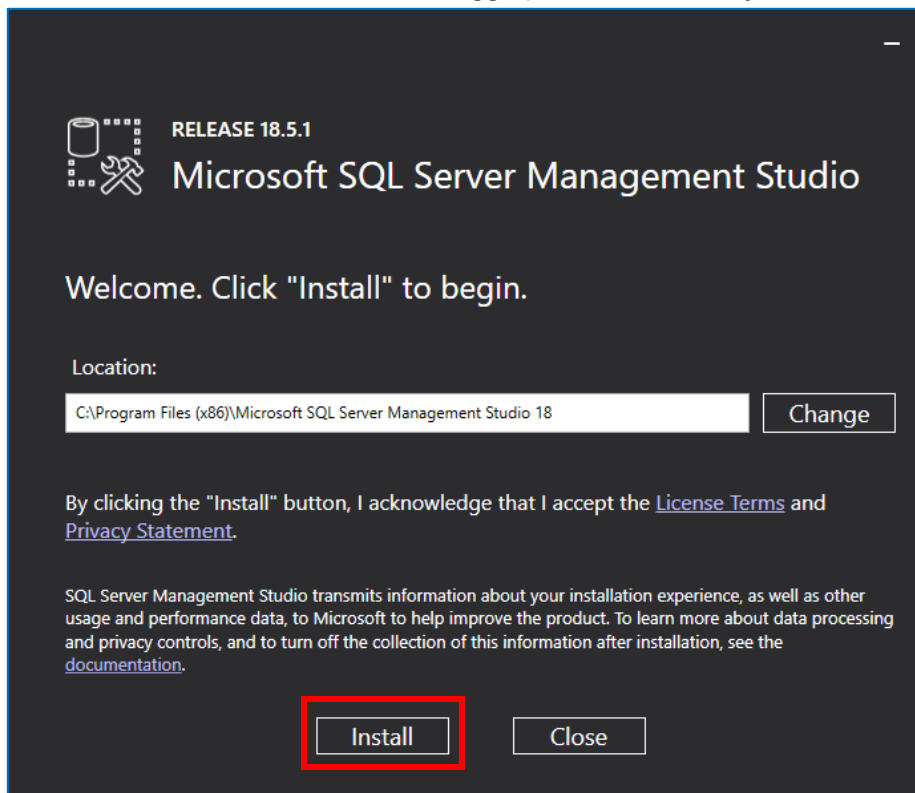 RELEASE 18.5.1
Microsoft SQL Server Management Studio
Welcome. Click "Install" to begin.
Location:
C:\Program Files (x86)\Microsoft SQL Server Management Studio 18
Change
By clicking the "Install" button, I acknowledge that I accept the License Terms and
Privacy Statement.
SQL Server Management Studio transmits information about your installation experience, as well as other
usage and performance data, to Microsoft to help improve the product. To learn more about data processing
and privacy controls, and to turn off the collection of this information after installation, see the
documentation.
Install
Close